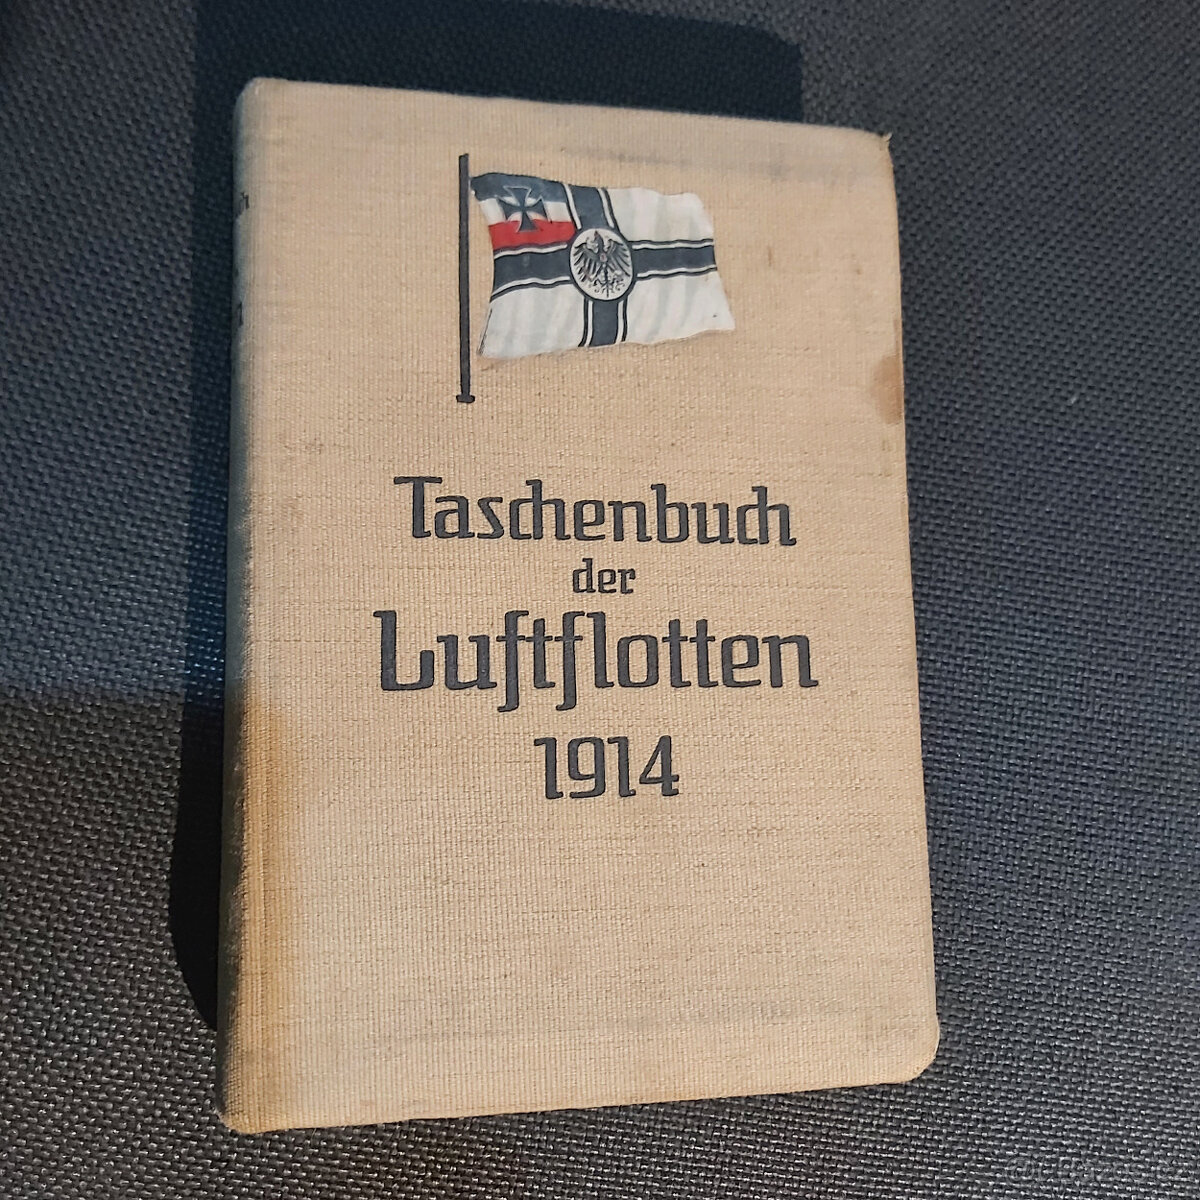 Taschenbuch
der
Luftflotten
1914